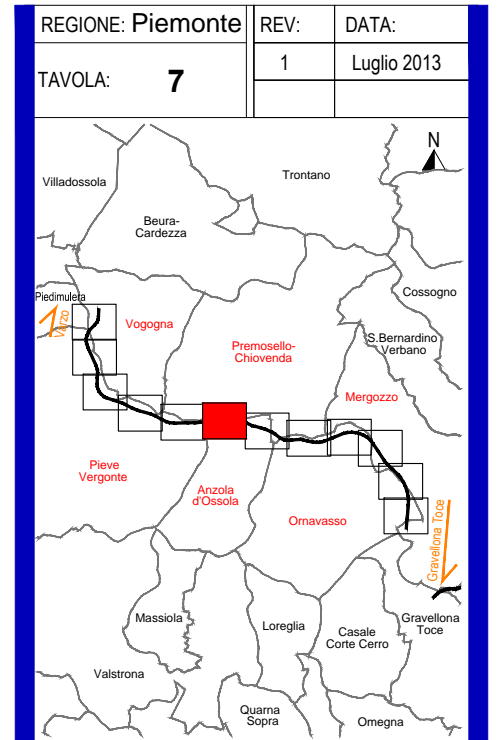 REGIONE: Piemonte
REV:
DATA:
TAVOLA: 7
1
Luglio 2013
N
Villadossola
Trontano
Beura-
Cardezza
Cossogno
Piedimulera
Varzo
Vogogna
S.Bernardino
Verbano
Premosello-
Chiovenda
Mergozzo
Pieve
Vergonte
Anzola
d'Ossola
Ornavasso
Gravellona Toce
Massiola
Loreglia
Casale
Corte Cerro
Gravellona
Toce
Valstrona
Quarna
Sopra
Omegna